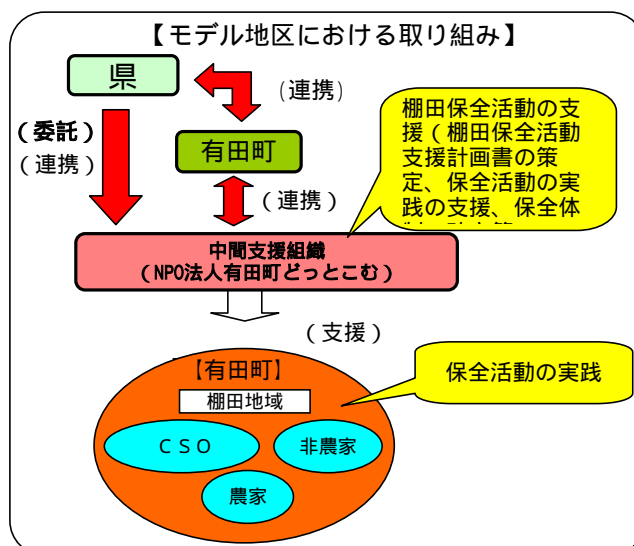 【モデル地区における取り組み】
県
(連携)
棚田保全活動の支
援(棚田保全活動
支援計画書の策
定、保全活動の実
践の支援、保全体
(委託)
(連携)
有田町
(連携)
中間支援組織
(NPO法人有田町どっとこむ)
(支援)
【有田町】
棚田地域
保全活動の実践
CSO
非農家
農家